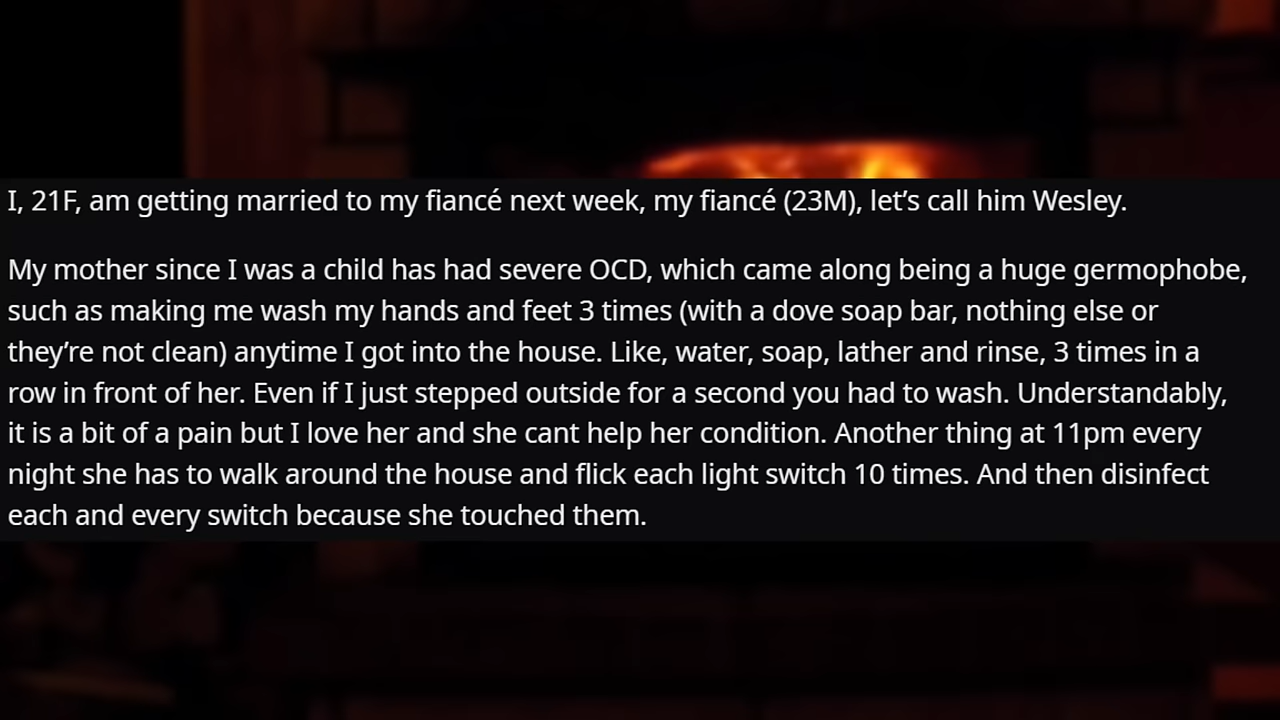 I, 21F, am getting married to my fiancé next week, my fiancé (23M), let’s call him Wesley.
My mother since I was a child has had severe OCD, which came along being a huge germophobe,
such as making me wash my hands and feet 3 times (with a dove soap bar, nothing else or
they’re not clean) anytime I got into the house. Like, water, soap, lather and rinse, 3 times in a
row in front of her. Even if I just stepped outside for a second you had to wash. Understandably,
it is a bit of a pain but I love her and she cant help her condition. Another thing at 11pm every
night she has to walk around the house and flick each light switch 10 times. And then disinfect
each and every switch because she touched them.